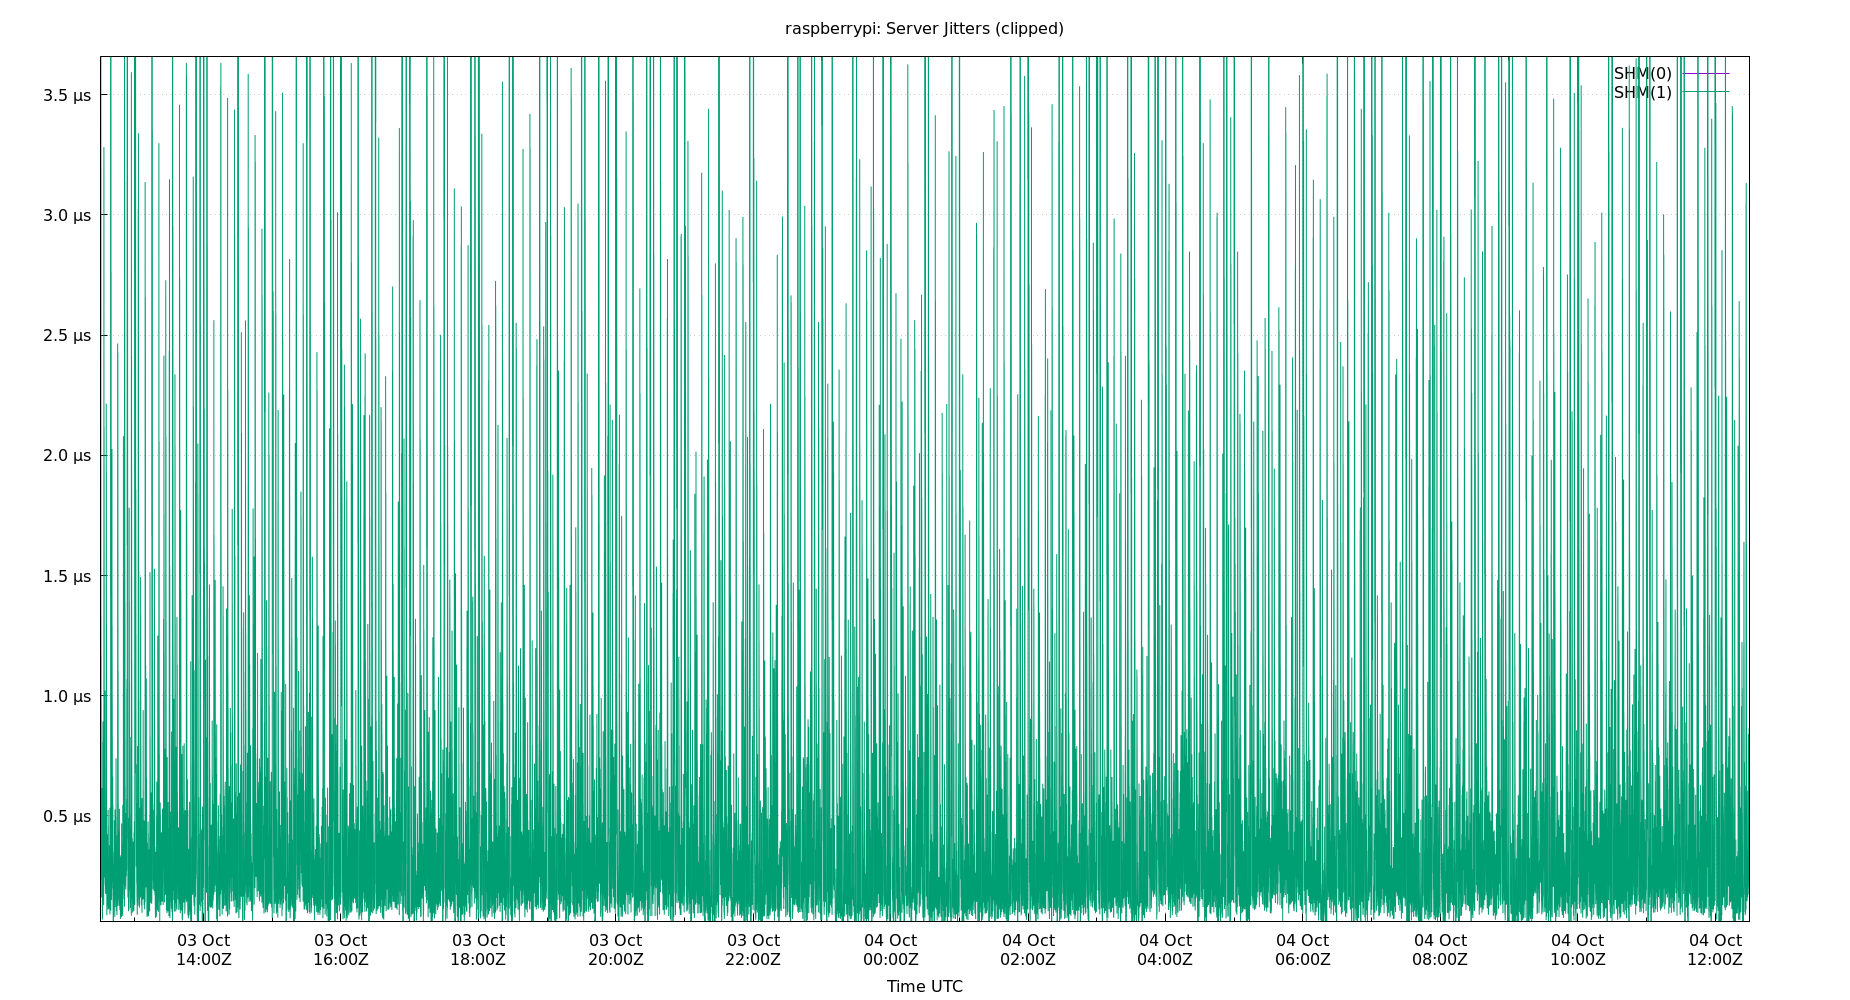 raspberrypi: Server Jitters (clipped)
SHM(0)
SHM(1)
3.5 µs
3.0 µs
2.5 µs
2.0 µs
1.5 µs
1.0 µs
0.5 µs
03 Oct 03 Oct 03 Oct 03 Oct 03 Oct 04 Oct 04 Oct 04 Oct 04 Oct 04 Oct 04 Oct 04 Oct
14:00Z 16:00Z 18:00Z 20:00Z 22:00Z 00:00Z 02:00Z 04:00Z 06:00Z 08:00Z 10:00Z 12:00Z
Time UTC